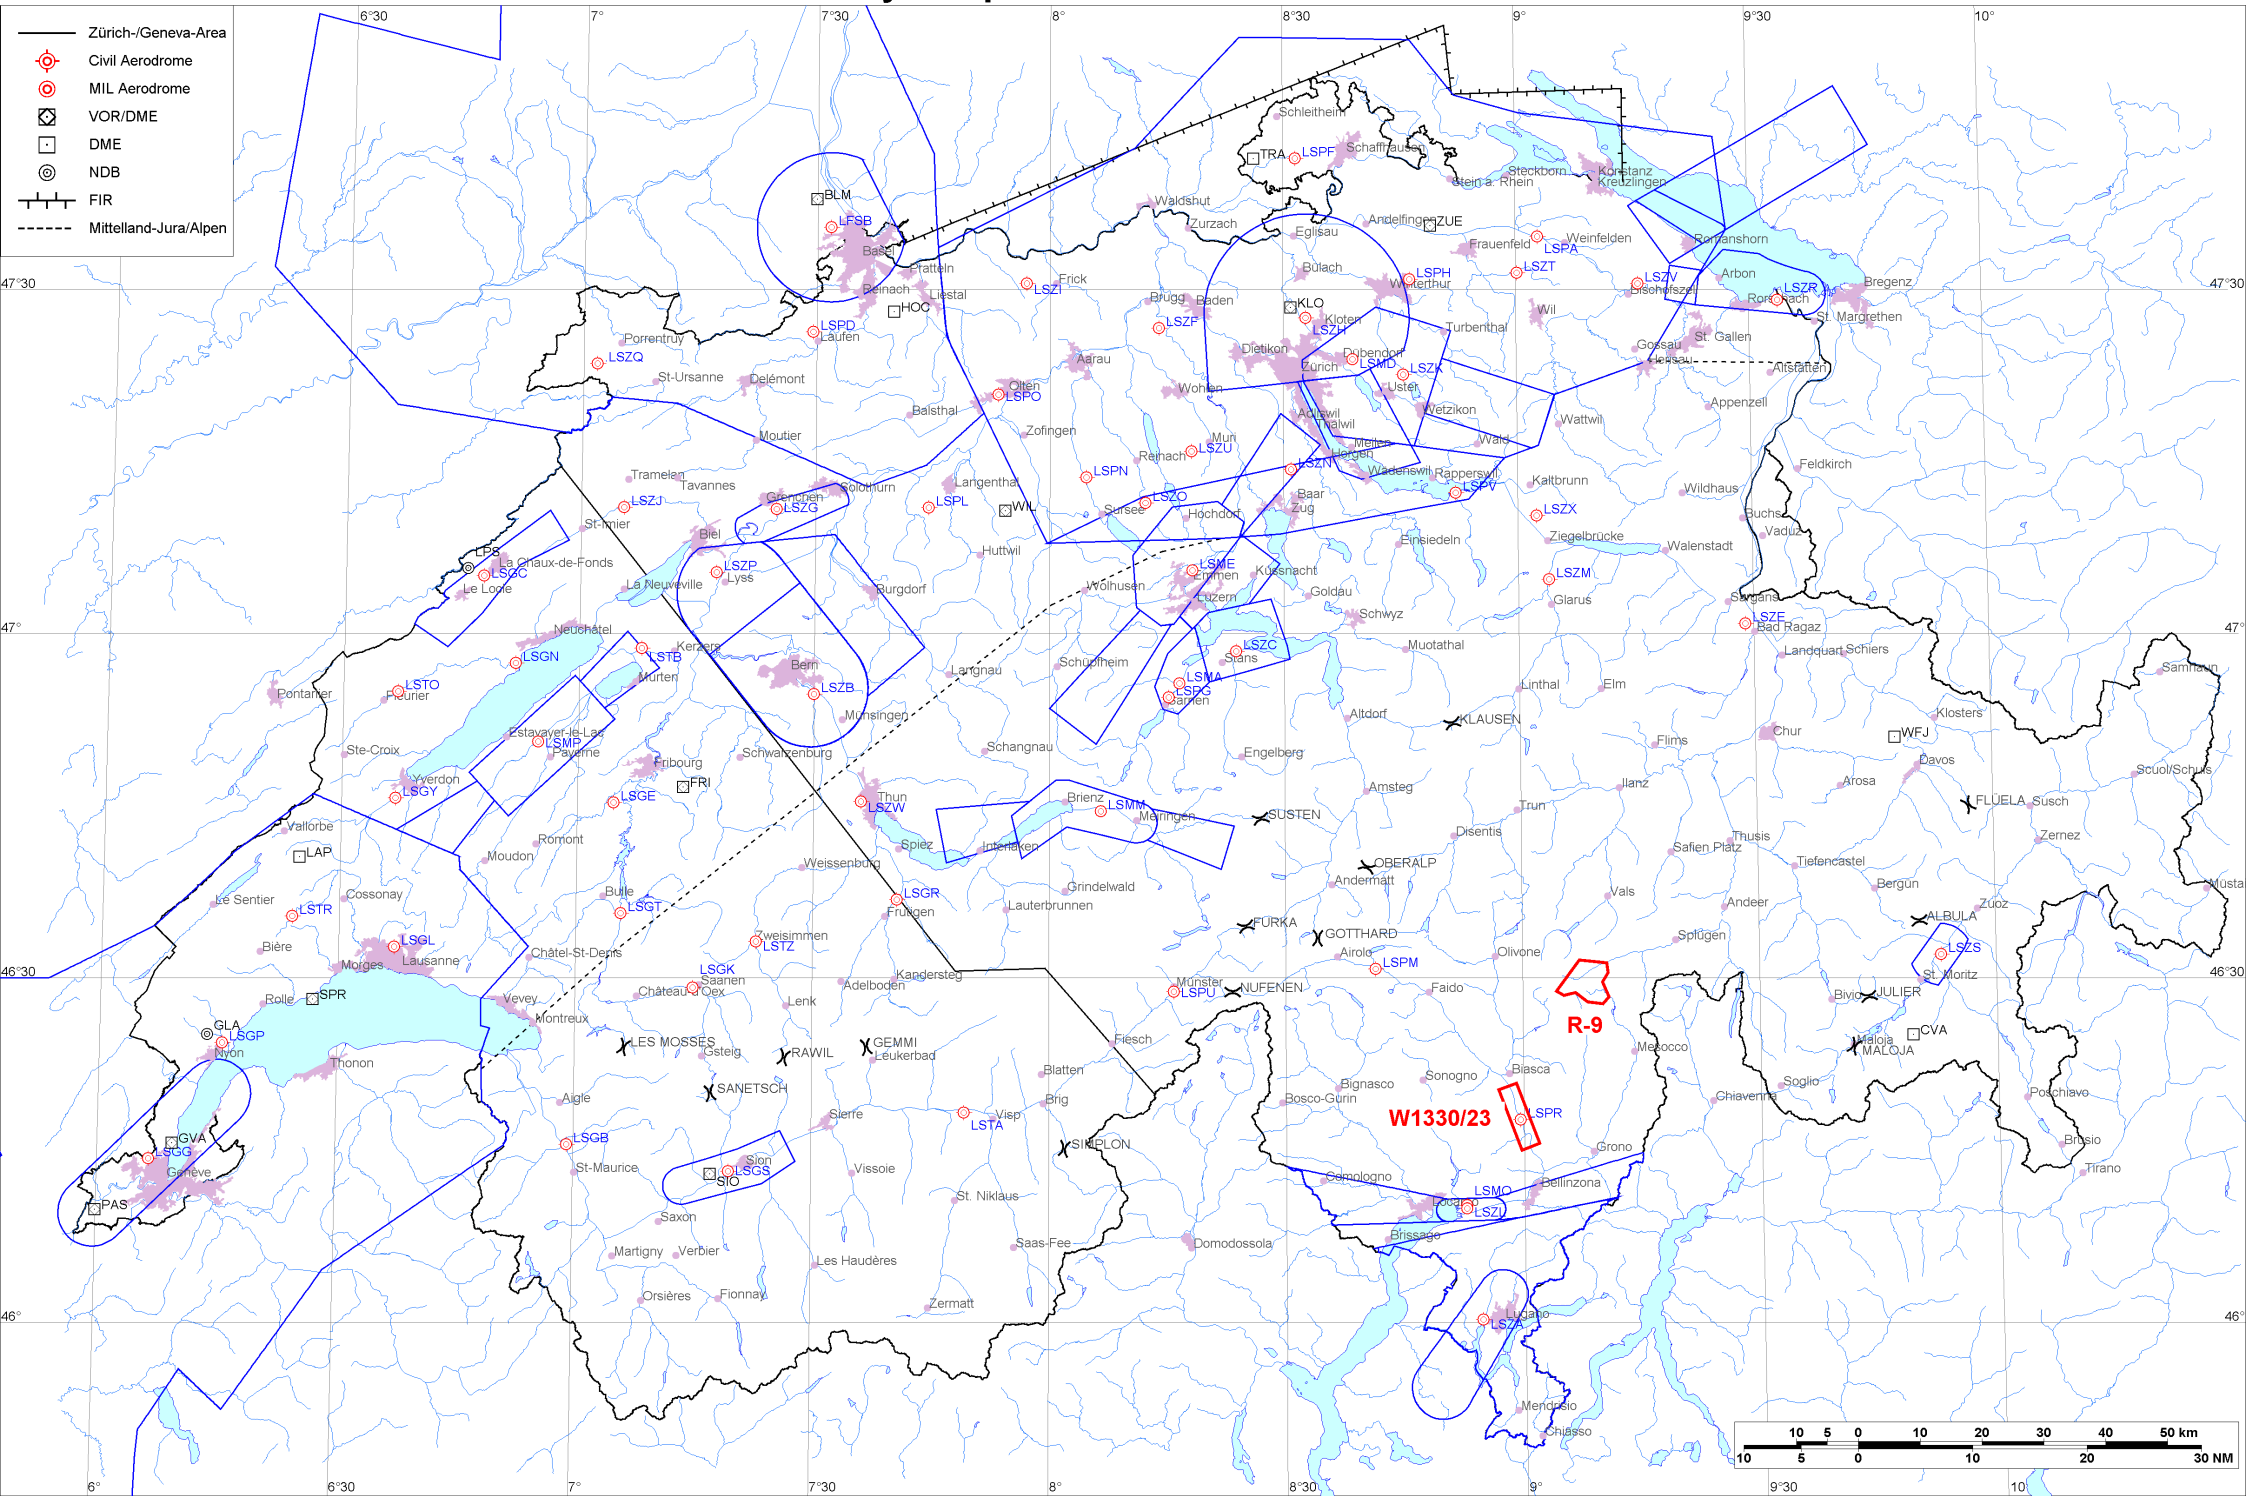 6°30
7°
7°30
8°
8°30
9°
9°30
10°
Zürich-/Geneva-Area
Civil Aerodrome
MIL Aerodrome
VOR/DME
DME
NDB
FIR
Mittelland-Jura/Alpen
Schleitheim
TRA
LSPF
Schaffhausen
Stein a. Rhein
Steckborn
Konstanz
Kreuzlingen
BLM
LFSB
Basel
Waldshut
Zurzach
Eglisau
Andelfingen
ZUE
Frauenfeld
LSPA
Weinfelden
Romanshorn
Pratteln
Reinach
Liestal
HOC
LSZI
Frick
Bülach
LSPH
Winterthur
LSZT
LSZV
Bischofszell
Arbon
LSZR
Rorschach
Bregenz
47°30
47°30
St. Margrethen
LSPD
Laufen
Brugg
Baden
LSZF
KLO
Kloten
LSZH
Turbenthal
Wil
St. Gallen
Gossau
Herisau
Altstätten
Porrentruy
LSZQ
St-Ursanne
Delémont
Aarau
Dietikon
Zürich
Dübendorf
LSMD
LSZK
Uster
Olten
LSPO
Wohlen
Balsthal
Zofingen
Adliswil
Thalwil
Wetzikon
Wattwil
Appenzell
Moutier
Muri
LSZU
Reinach
Meilen
Horgen
Wald
Tramelan
Tavannes
LSPN
LSZN
Wädenswil
Rapperswil
LSPV
Kaltbrunn
Wildhaus
Feldkirch
Grenchen
Solothurn
LSZG
Langenthal
LSPL
WIL
LSZJ
St-Imier
Sursee
LSZO
Hochdorf
Baar
Zug
LSZX
Buchs
Vaduz
Biel
Huttwil
Einsiedeln
Ziegelbrücke
Walenstadt
LPS
La Chaux-de-Fonds
LSGC
Le Locle
LSZP
Lyss
La Neuveville
Burgdorf
Wolhusen
LSME
Emmen
Luzern
Küssnacht
Goldau
Schwyz
LSZM
Glarus
Sargans
LSZE
Bad Ragaz
47°
47°
Neuchâtel
LSGN
LSTB
Kerzers
Murten
Bern
LSZB
Langnau
Schüpfheim
LSZC
Stans
LSMA
LSPG
Sarnen
Muotathal
Landquart
Schiers
Samnaun
Pontarlier
LSTO
Fleurier
Münsingen
Altdorf
KLAUSEN
Linthal
Elm
Klosters
Ste-Croix
Estavayer-le-Lac
LSMP
Payerne
Fribourg
Schwarzenburg
Schangnau
Engelberg
Flims
Chur
WFJ
Davos
Yverdon
LSGY
LSGE
FRI
Thun
LSZW
Brienz
LSMM
Meiringen
Amsteg
SUSTEN
Trun
Ilanz
Arosa
FLÜELA
Susch
Scuol/Schuls
Vallorbe
LAP
Romont
Moudon
Weissenburg
Spiez
Interlaken
OBERALP
Andermatt
Disentis
Safien Platz
Thusis
Tiefencastel
Zernez
Le Sentier
Cossonay
LSTR
Bulle
LSGT
LSGR
Frutigen
Grindelwald
Lauterbrunnen
FURKA
GOTTHARD
Vals
Andeer
Bergün
ALBULA
Zuoz
Müsta
Bière
LSGL
Lausanne
Morges
Châtel-St-Denis
Zweisimmen
LSTZ
Airolo
LSPM
Olivone
Splügen
LSZS
St. Moritz
46°30
46°30
SPR
Rolle
Vevey
Montreux
LSGK
Saanen
Château-d'Oex
Lenk
Adelboden
Kandersteg
Münster
LSPU
NUFENEN
Faido
R-9
Bivio
JULIER
GLA
LSGP
Nyon
Thonon
LES MOSSES
Gsteig
RAWIL
GEMMI
Leukerbad
Fiesch
Mesocco
CVA
Maloja
MALOJA
SANETSCH
Blatten
Bignasco
Sonogno
Biasca
Soglio
Chiavenna
Poschiavo
Aigle
Sierre
LSTA
Visp
Brig
Bosco-Gurin
W1330/23
LSPR
GVA
LSGG
Genève
LSGB
St-Maurice
Sion
LSGS
SIO
Vissoie
SIMPLON
Grono
Brusio
Tirano
PAS
St. Niklaus
Comologno
LSMO
Locarno
LSZL
Bellinzona
Saxon
Brissago
Martigny
Verbier
Les Haudères
Saas-Fee
Domodossola
Orsières
Fionnay
Zermatt
46°
46°
Lugano
LSZA
Mendrisio
Chiasso
10 5 0 10 20 30 40 50 km
10 5 0 10 20 30 NM
6°
6°30
7°
7°30
8°
8°30
9°
9°30
10